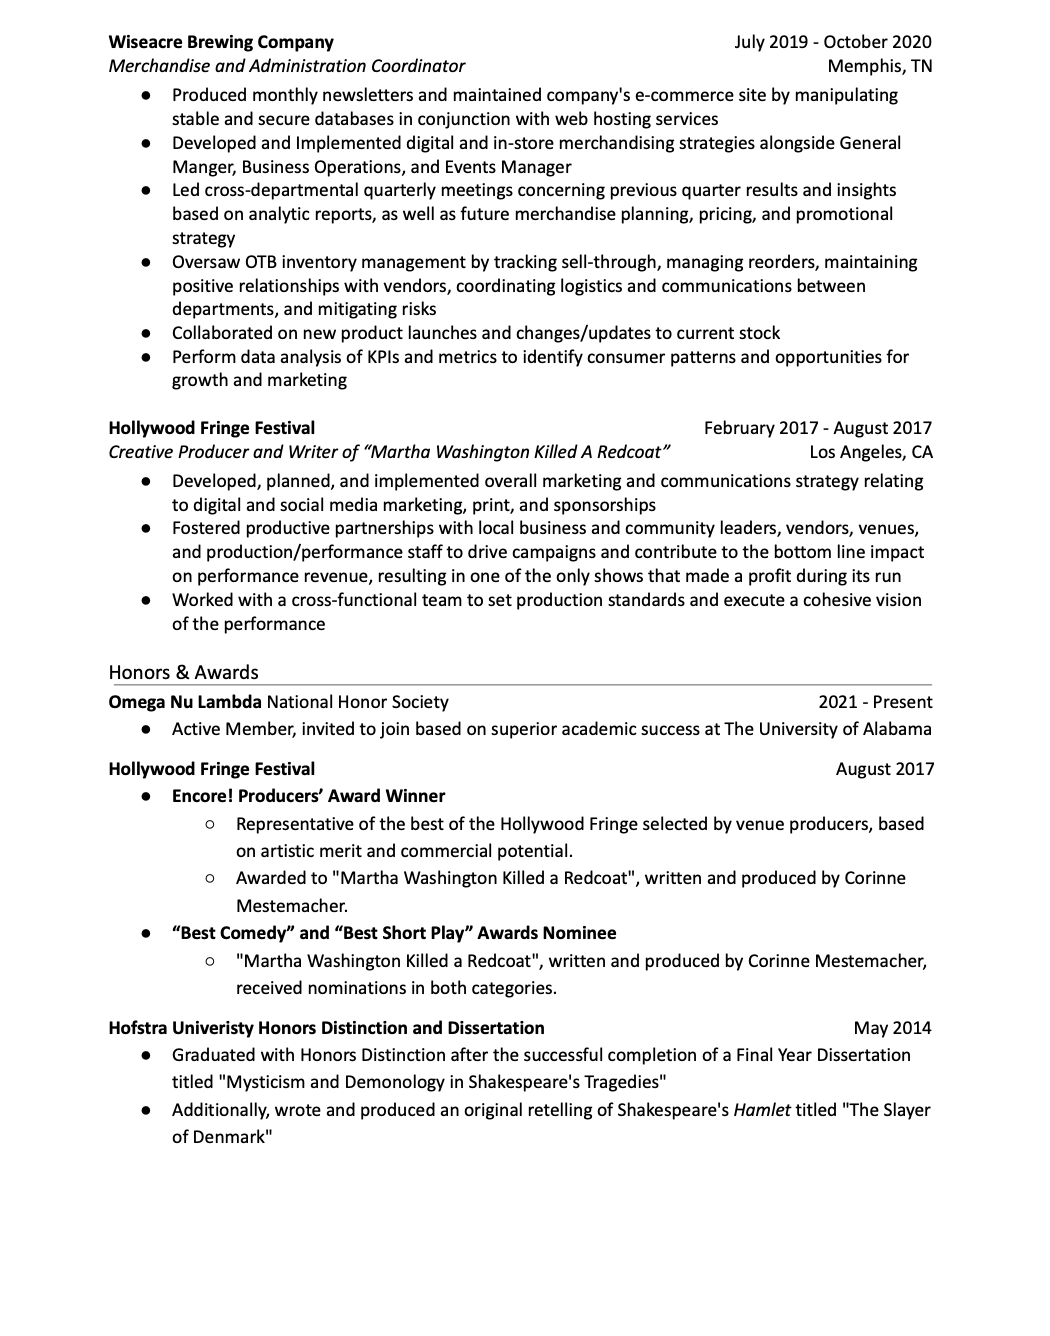 Wiseacre Brewing Company July 2019 - October 2020
Merchandise and Administration Coordinator Memphis, TN
● Produced monthly newsletters and maintained company's e-commerce site by manipulating
stable and secure databases in conjunction with web hosting services
● Developed and Implemented digital and in-store merchandising strategies alongside General
Manger, Business Operations, and Events Manager
● Led cross-departmental quarterly meetings concerning previous quarter results and insights
based on analytic reports, as well as future merchandise planning, pricing, and promotional
strategy
● Oversaw OTB inventory management by tracking sell-through, managing reorders, maintaining
positive relationships with vendors, coordinating logistics and communications between
departments, and mitigating risks
● Collaborated on new product launches and changes/updates to current stock
● Perform data analysis of KPIs and metrics to identify consumer patterns and opportunities for
growth and marketing
Hollywood Fringe Festival February 2017 - August 2017
Creative Producer and Writer of “Martha Washington Killed A Redcoat” Los Angeles, CA
● Developed, planned, and implemented overall marketing and communications strategy relating
to digital and social media marketing, print, and sponsorships
● Fostered productive partnerships with local business and community leaders, vendors, venues,
and production/performance staff to drive campaigns and contribute to the bottom line impact
on performance revenue, resulting in one of the only shows that made a profit during its run
● Worked with a cross-functional team to set production standards and execute a cohesive vision
of the performance
Honors & Awards
Omega Nu Lambda National Honor Society 2021 - Present
● Active Member, invited to join based on superior academic success at The University of Alabama
Hollywood Fringe Festival August 2017
● Encore! Producers’ Award Winner
○ Representative of the best of the Hollywood Fringe selected by venue producers, based
on artistic merit and commercial potential.
○ Awarded to "Martha Washington Killed a Redcoat", written and produced by Corinne
Mestemacher.
● “Best Comedy” and “Best Short Play” Awards Nominee
○ "Martha Washington Killed a Redcoat", written and produced by Corinne Mestemacher,
received nominations in both categories.
Hofstra Univeristy Honors Distinction and Dissertation May 2014
● Graduated with Honors Distinction after the successful completion of a Final Year Dissertation
titled "Mysticism and Demonology in Shakespeare's Tragedies"
● Additionally, wrote and produced an original retelling of Shakespeare's Hamlet titled "The Slayer
of Denmark"